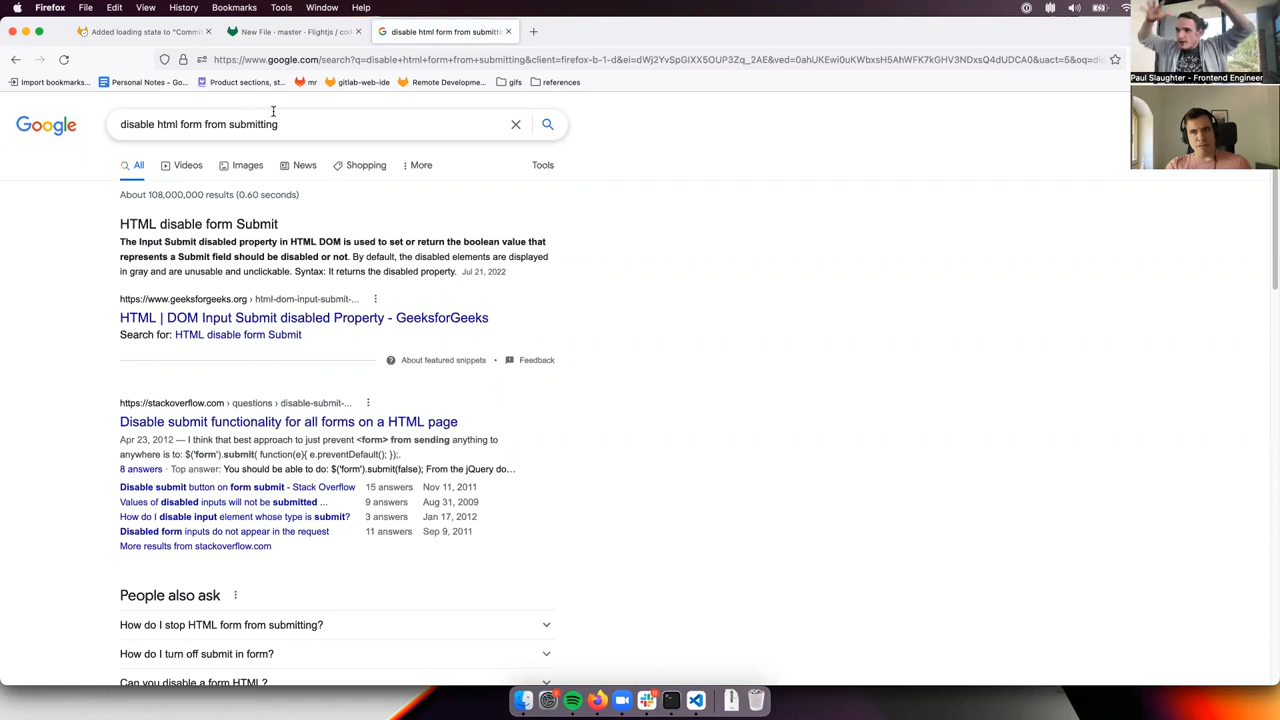 Firefox File Edit View History Bookmarks Tools Window Help
Added loading state to "Commit
New File · master · Flightjs / co
disable html form from submitti
https://www.google.com/search?q=disable+html+form+from+submitting&client=firefox-b-1-d&ei=dWj2YvSpGIXX5OUP3Zq_2AE&ved=0ahUKEwi0uKWbxsH5AhWFK7kGHV3NDxsQ4dUDCA0&uact=5&oq=di
Import bookmarks...
Personal Notes - Go...
Product sections, st...
mr
gitlab-web-ide
Remote Developme...
gifs
references
Paul Slaughter - Frontend Engineer
Google
disable html form from submitting
All Videos Images News Shopping More Tools
About 108,000,000 results (0.60 seconds)
HTML disable form Submit
The Input Submit disabled property in HTML DOM is used to set or return the boolean value that
represents a Submit field should be disabled or not. By default, the disabled elements are displayed
in gray and are unusable and unclickable. Syntax: It returns the disabled property. Jul 21, 2022
https://www.geeksforgeeks.org › html-dom-input-submit-...
HTML | DOM Input Submit disabled Property - GeeksforGeeks
Search for: HTML disable form Submit
About featured snippets • Feedback
https://stackoverflow.com › questions › disable-submit-...
Disable submit functionality for all forms on a HTML page
Apr 23, 2012 — I think that best approach to just prevent <form> from sending anything to
anywhere is to: $('form').submit( function(e){ e.preventDefault(); });.
8 answers · Top answer: You should be able to do: $('form').submit(false); From the jQuery do...
Disable submit button on form submit - Stack Overflow 15 answers Nov 11, 2011
Values of disabled inputs will not be submitted ... 9 answers Aug 31, 2009
How do I disable input element whose type is submit? 3 answers Jan 17, 2012
Disabled form inputs do not appear in the request 11 answers Sep 9, 2011
More results from stackoverflow.com
People also ask
How do I stop HTML form from submitting?
How do I turn off submit in form?
Can you disable a form HTML?